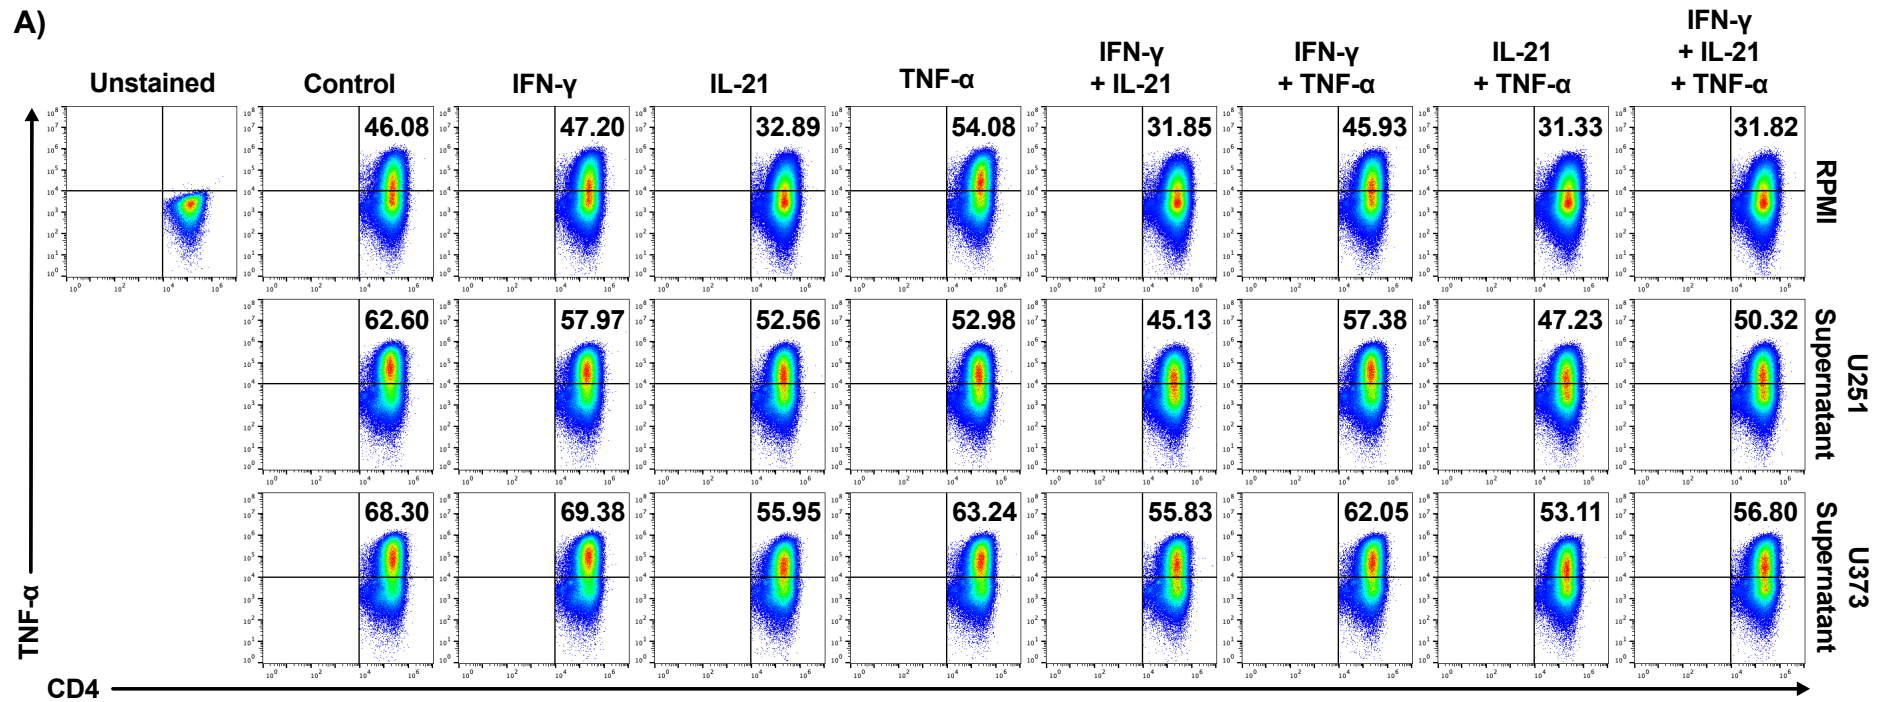 A)
Unstained
Control
IFN-γ
IL-21
TNF-α
IFN-γ
+ IL-21
IFN-γ
+ TNF-α
IL-21
+ TNF-α
IFN-γ
+ IL-21
+ TNF-α
46.08
47.20
32.89
54.08
31.85
45.93
31.33
31.82
RPMI
62.60
57.97
52.56
52.98
45.13
57.38
47.23
50.32
U251
Supernatant
68.30
69.38
55.95
63.24
55.83
62.05
53.11
56.80
U373
Supernatant
TNF-α
CD4